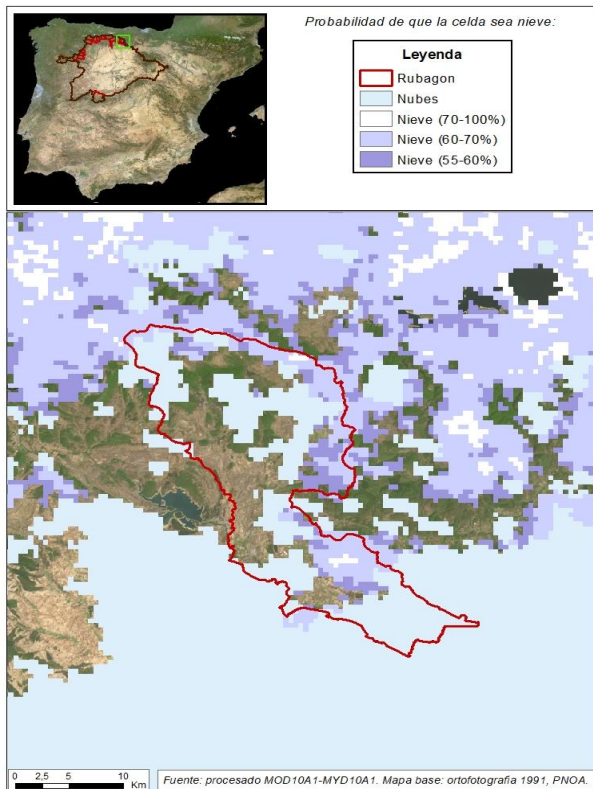 Probabilidad de que la celda sea nieve:
Leyenda
Rubagon
Nubes
Nieve (70-100%)
Nieve (60-70%)
Nieve (55-60%)
0 2,5 5 10
Km
Fuente: procesado MOD10A1-MYD10A1. Mapa base: ortofotografia 1991, PNOA.